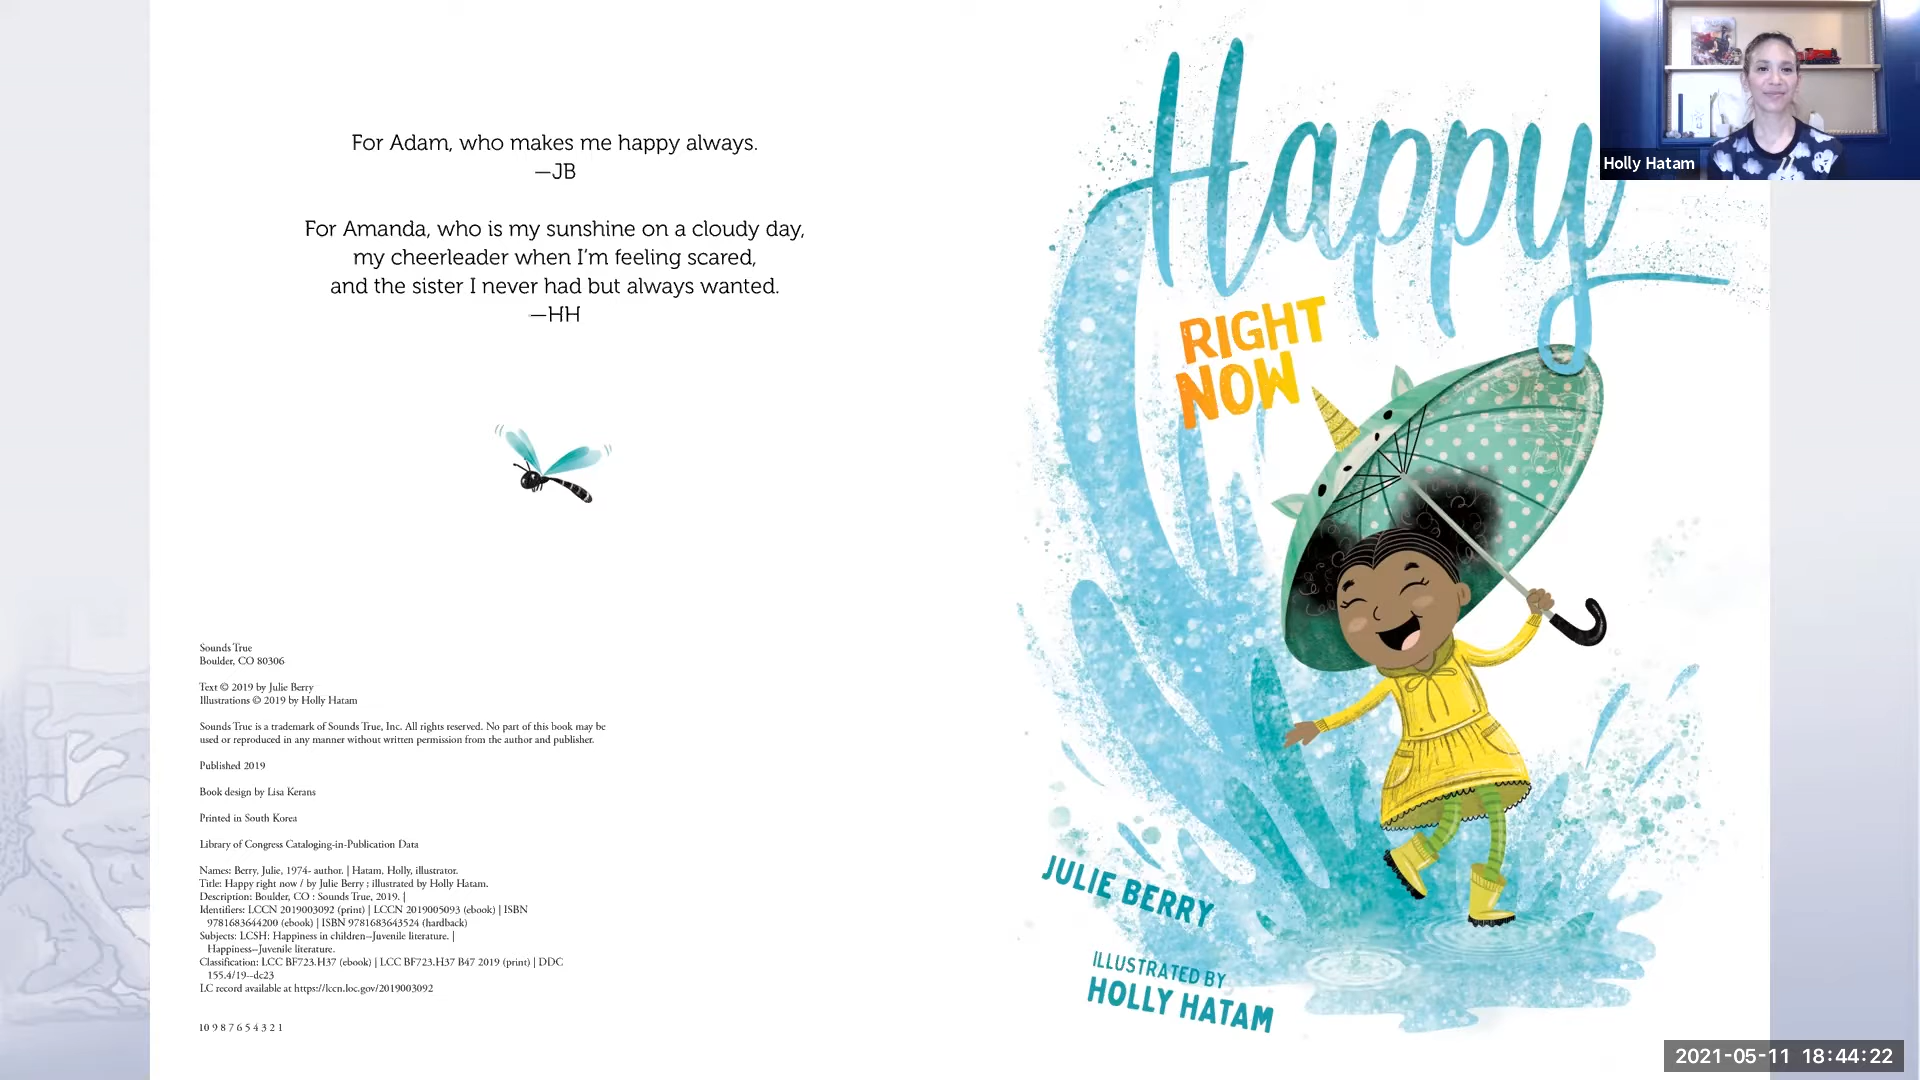 For Adam, who makes me happy always.
—JB
For Amanda, who is my sunshine on a cloudy day,
my cheerleader when I'm feeling scared,
and the sister I never had but always wanted.
—HH
Sounds True
Boulder, CO 80306
Text © 2019 by Julie Berry
Illustrations © 2019 by Holly Hatam
Sounds True is a trademark of Sounds True, Inc. All rights reserved. No part of this book may be
used or reproduced in any manner without written permission from the author and publisher.
Published 2019
Book design by Lisa Kerans
Printed in South Korea
Library of Congress Cataloging-in-Publication Data
Names: Berry, Julie, 1974- author. | Hatam, Holly, illustrator.
Title: Happy right now / by Julie Berry ; illustrated by Holly Hatam.
Description: Boulder, CO : Sounds True, 2019. |
Identifiers: LCCN 2019003092 (print) | LCCN 2019005093 (ebook) | ISBN
9781683644200 (ebook) | ISBN 9781683643524 (hardback)
Subjects: LCSH: Happiness in children--Juvenile literature. |
Happiness--Juvenile literature.
Classification: LCC BF723.H37 (ebook) | LCC BF723.H37 B47 2019 (print) | DDC
155.4/19--dc23
LC record available at https://lccn.loc.gov/2019003092
10 9 8 7 6 5 4 3 2 1
Happy
RIGHT
NOW
JULIE BERRY
ILLUSTRATED BY
HOLLY HATAM
Holly Hatam
2021-05-11 18:44:22